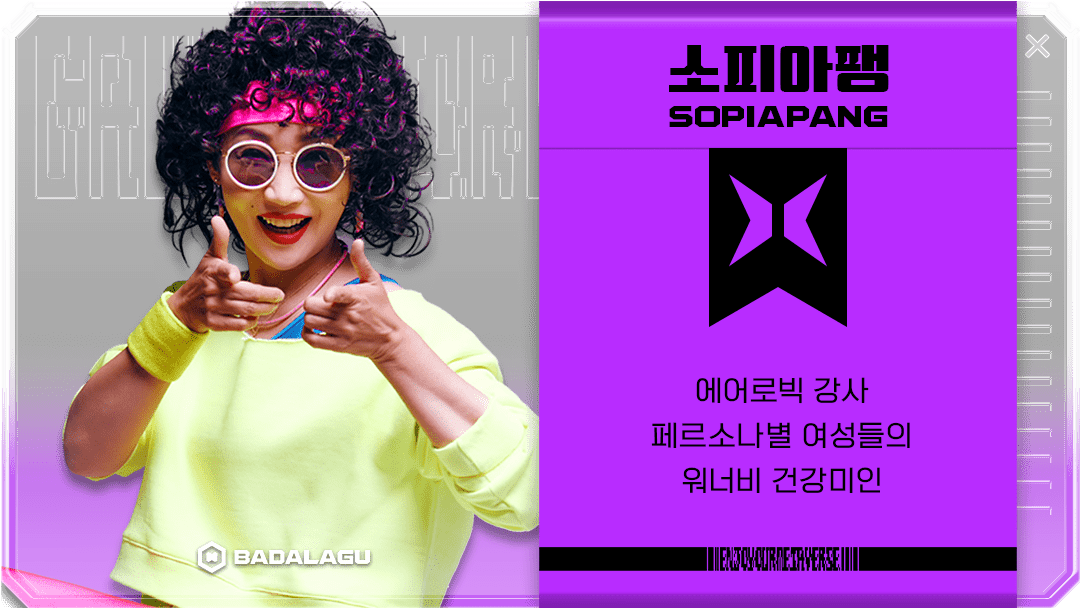 소피아팽
SOPIAPANG
에어로빅 강사
페르소나별 여성들의
워너비 건강미인
BADALAGU
ENJOYOURMETAVERSE